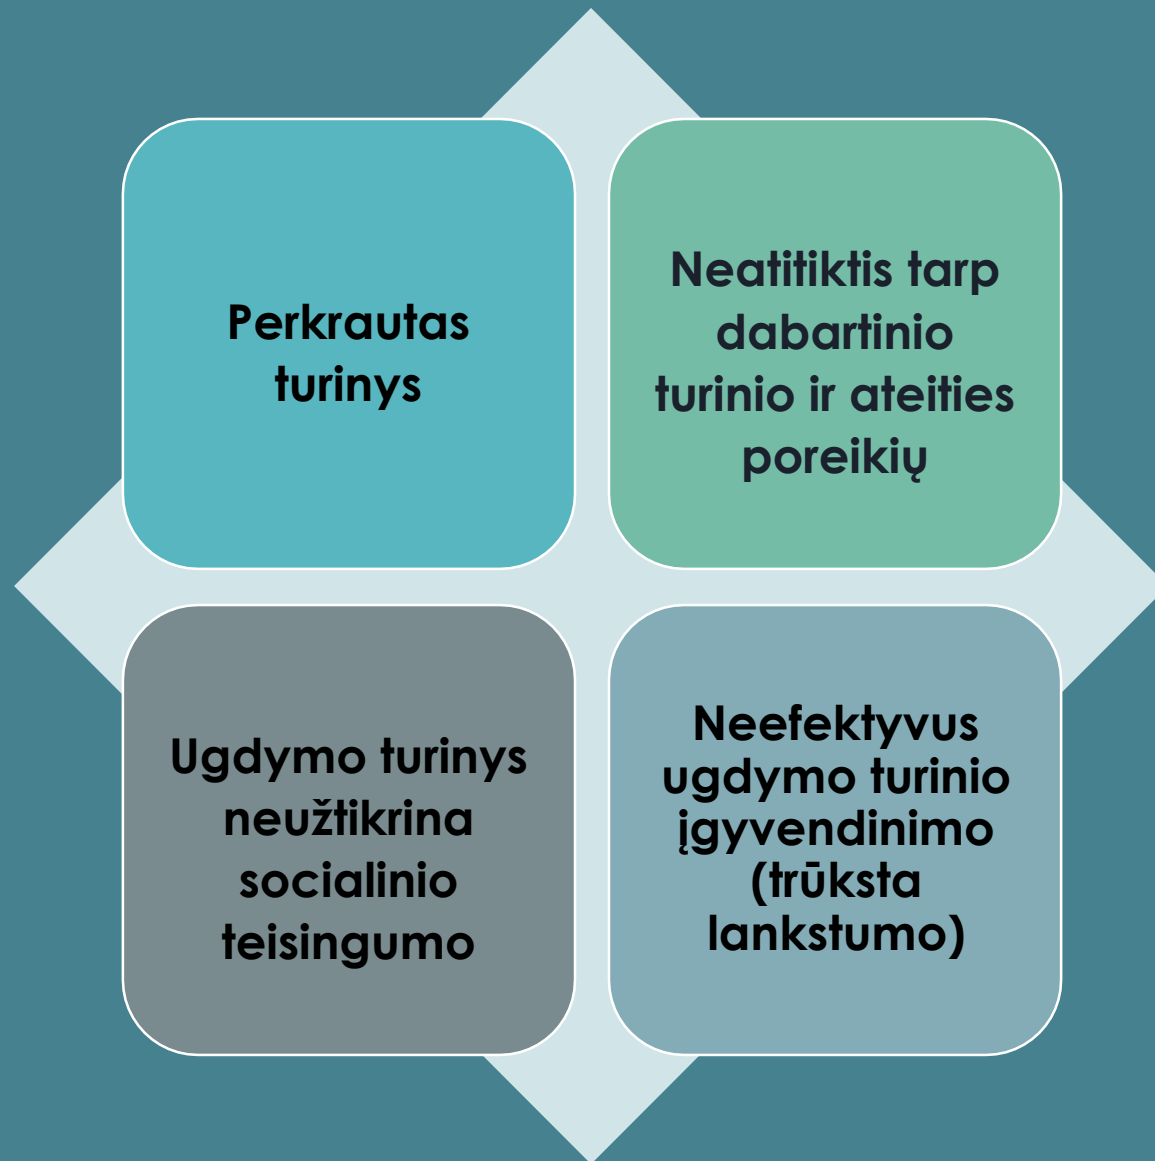 Perkrautas
turinys
Neatitiktis tarp
dabartinio
turinio ir ateities
poreikių
Ugdymo turinys
neužtikrina
socialinio
teisingumo
Neefektyvus
ugdymo turinio
įgyvendinimo
(trūksta
lankstumo)